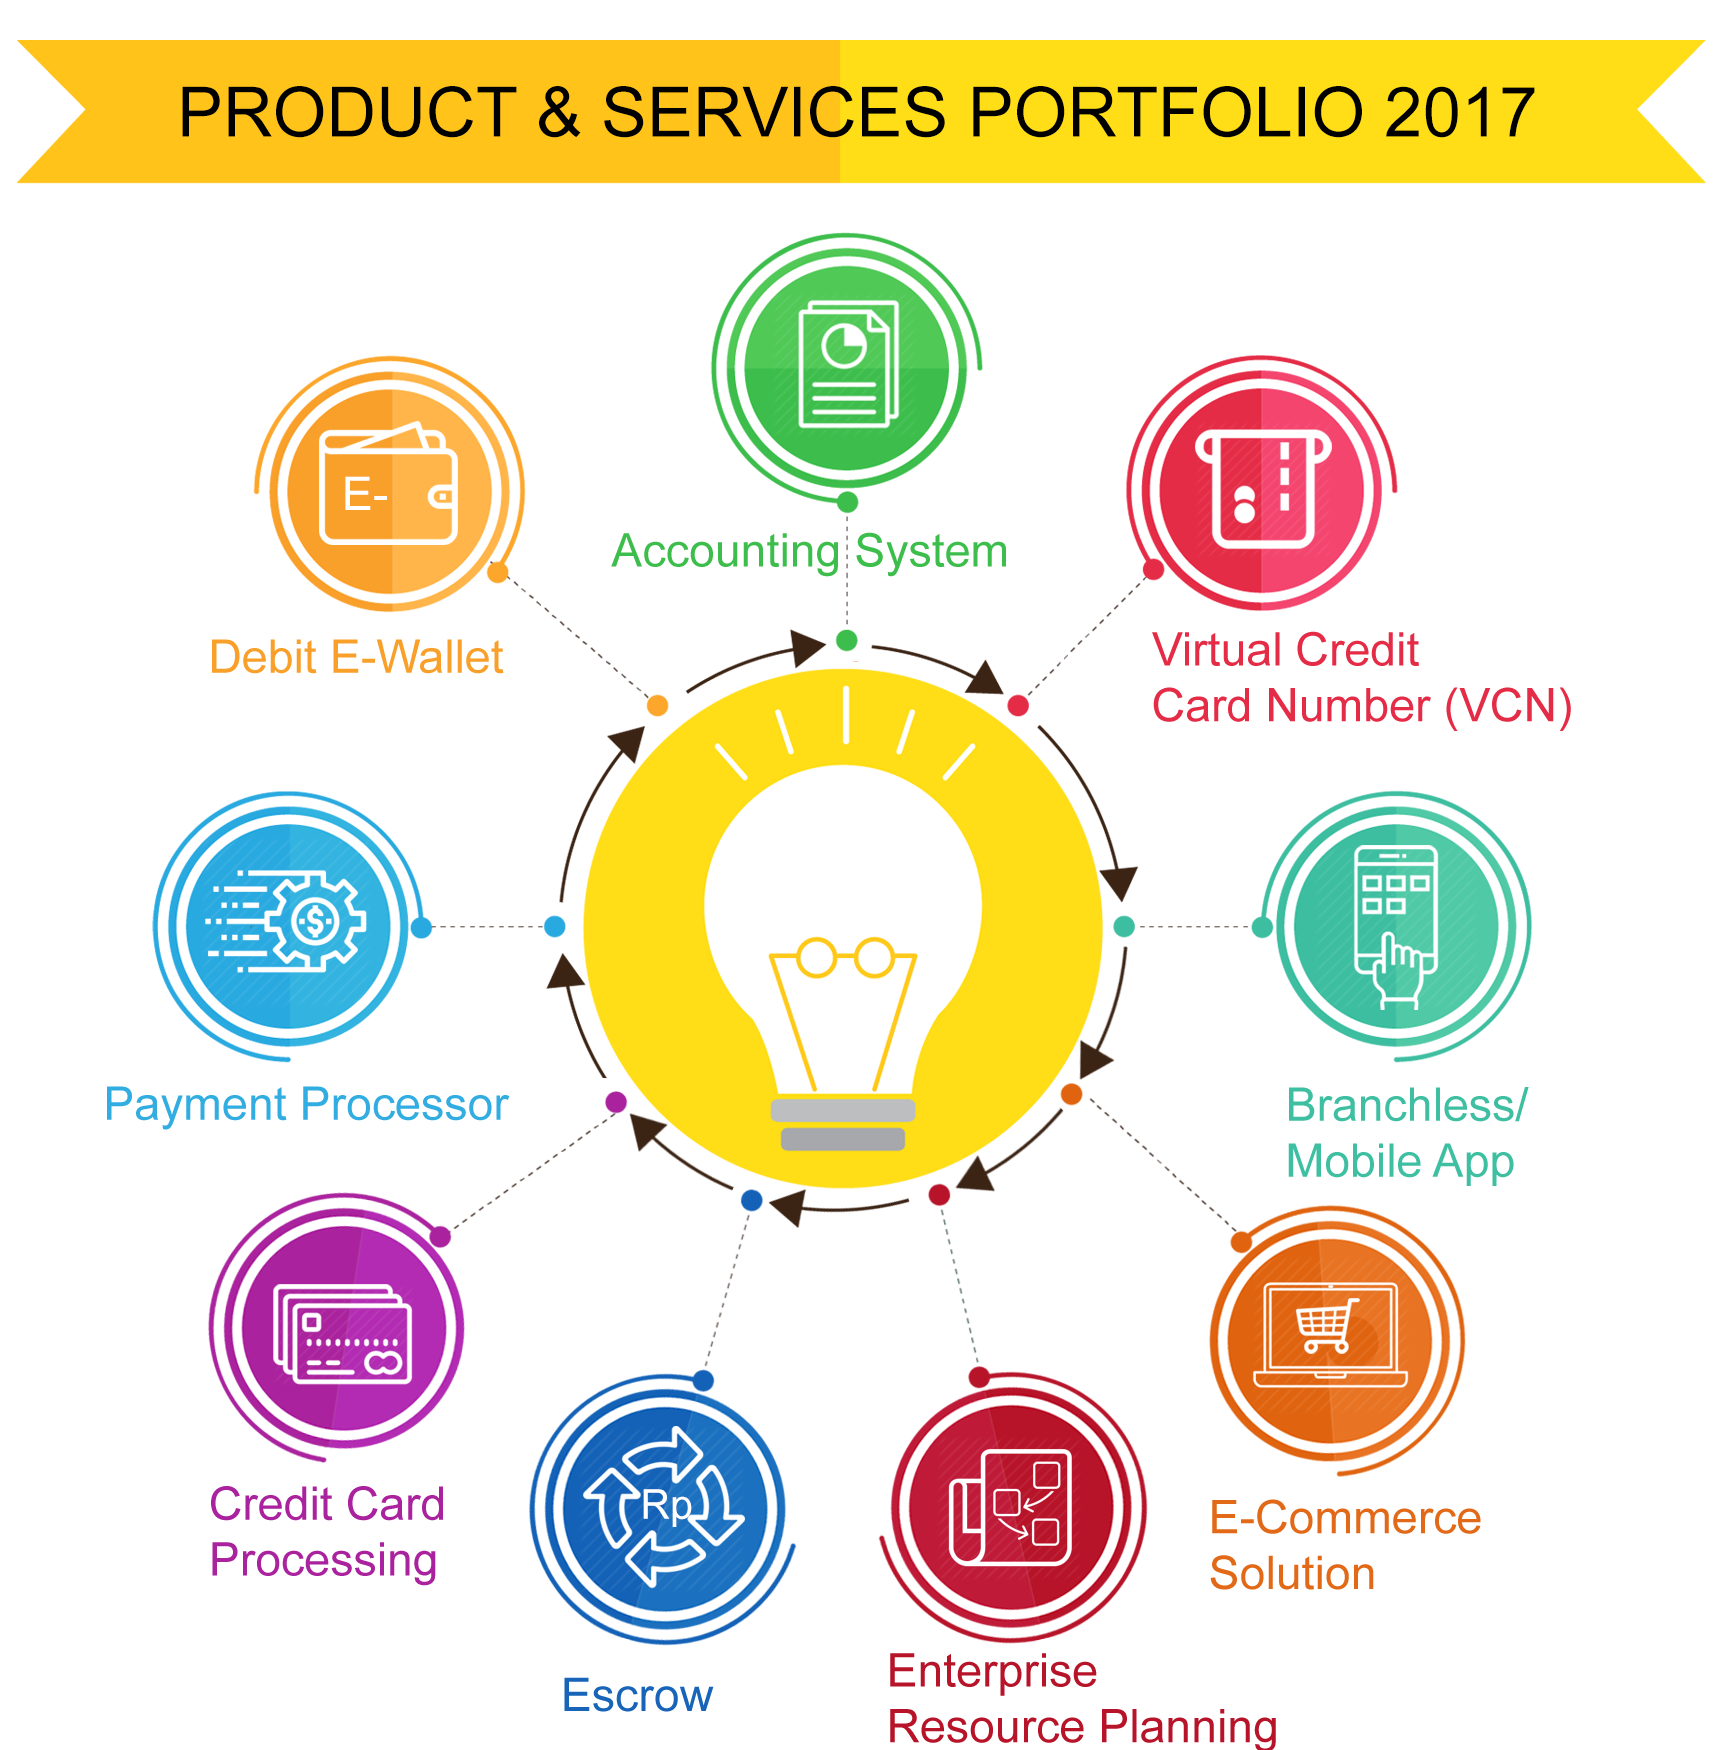 PRODUCT & SERVICES PORTFOLIO 2017
Accounting System
E-
Debit E-Wallet
Virtual Credit
Card Number (VCN)
$
Payment Processor
Branchless/
Mobile App
Credit Card
Processing
Rp
Escrow
Enterprise
Resource Planning
E-Commerce
Solution